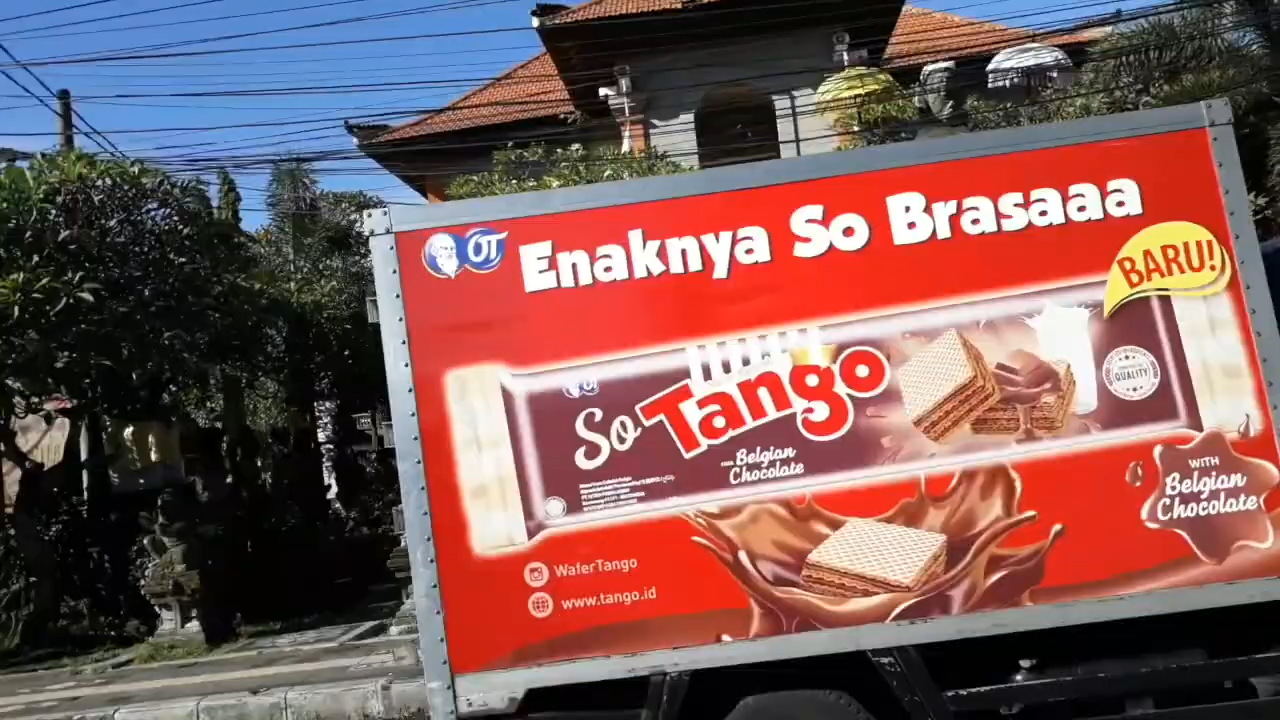 OT
Enaknya So Brasaaa
BARU!
So Tango
Belgian
Chocolate
QUALITY
WITH
Belgian
Chocolate
WaferTango
www.tango.id